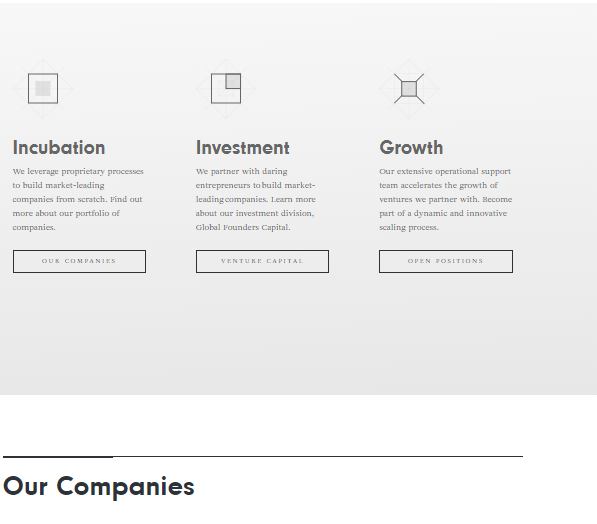 Incubation
We leverage proprietary processes
to build market-leading
companies from scratch. Find out
more about our portfolio of
companies.
OUR COMPANIES
Investment
We partner with daring
entrepreneurs to build market-
leading companies. Learn more
about our investment division,
Global Founders Capital.
VENTURE CAPITAL
Growth
Our extensive operational support
team accelerates the growth of
ventures we partner with. Become
part of a dynamic and innovative
scaling process.
OPEN POSITIONS
Our Companies